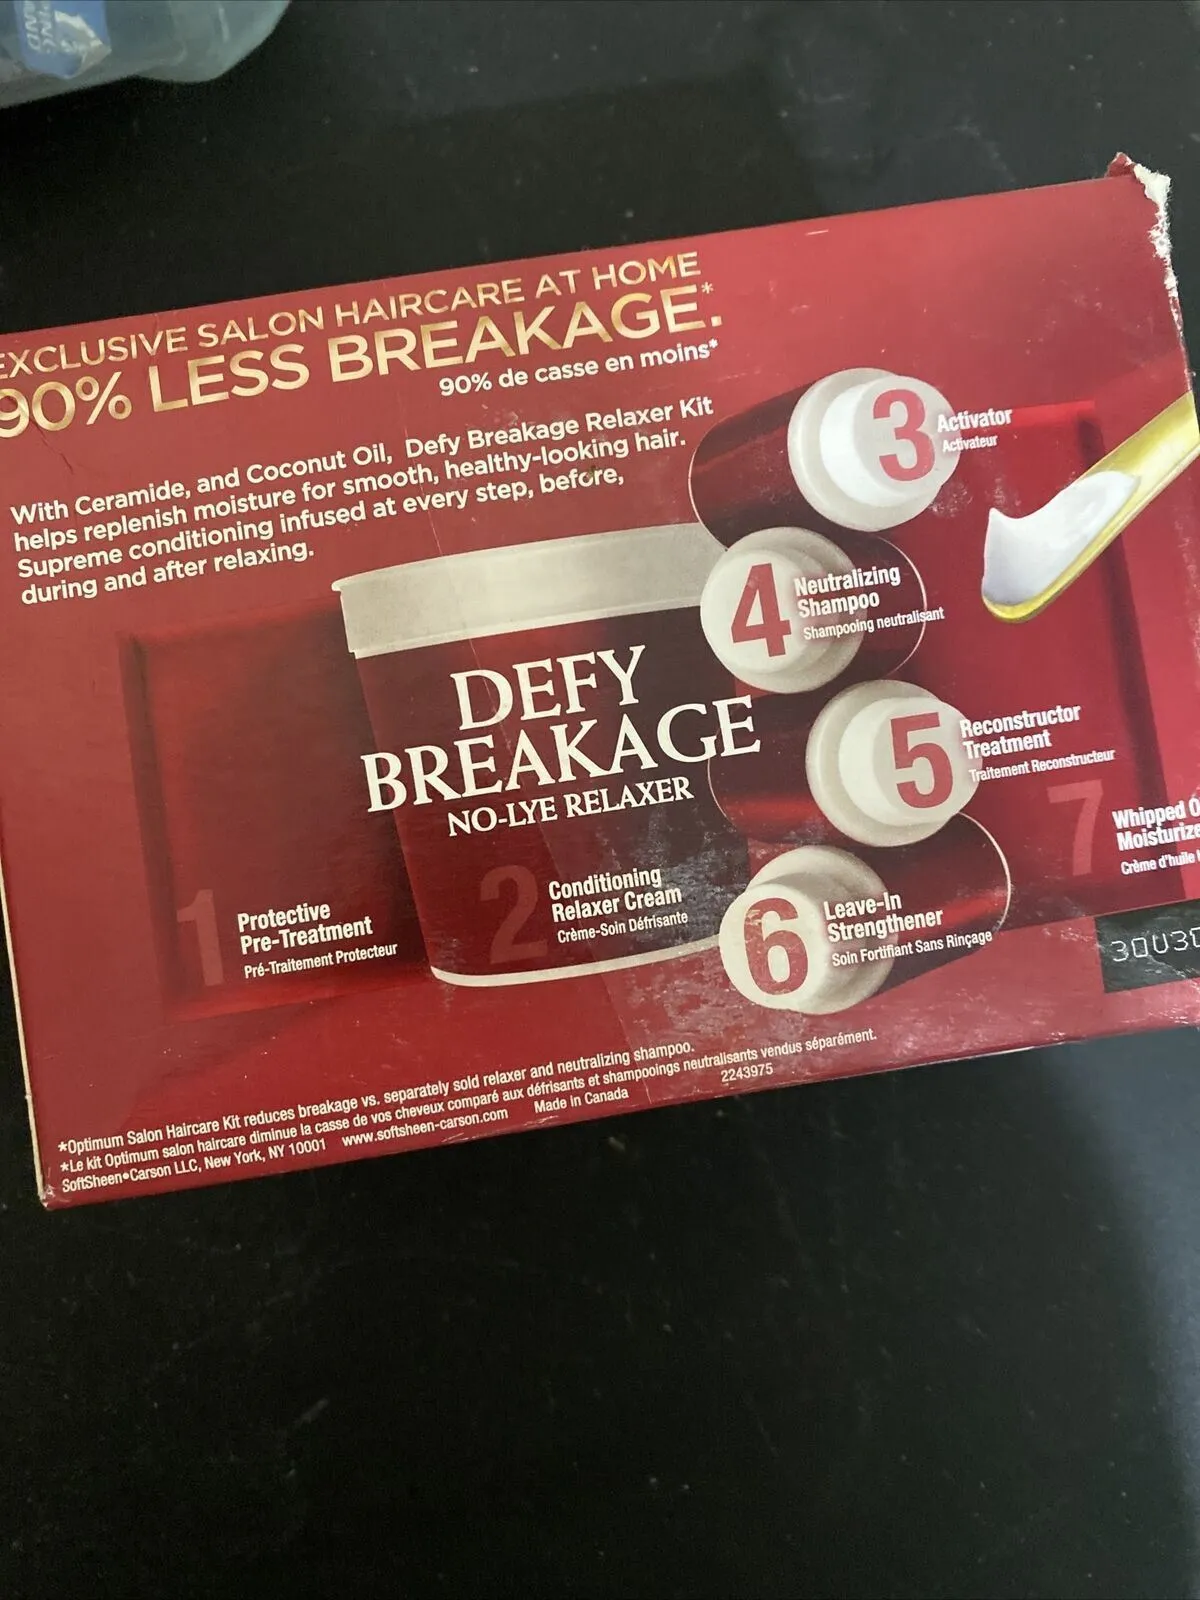 EXCLUSIVE SALON HAIRCARE AT HOME
90% LESS BREAKAGE.*
90% de casse en moins*
With Ceramide, and Coconut Oil, Defy Breakage Relaxer Kit
helps replenish moisture for smooth, healthy-looking hair.
Supreme conditioning infused at every step, before,
during and after relaxing.
3 Activator
Activateur
4 Neutralizing
Shampoo
Shampooing neutralisant
DEFY
BREAKAGE
NO-LYE RELAXER
5 Reconstructor
Treatment
Traitement Reconstructeur
7 Whipped
Crème d'huile
1 Protective
Pre-Treatment
Pré-Traitement Protecteur
2 Conditioning
Relaxer Cream
Crème-Soin Défrisante
6 Leave-In
Strengthener
Soin Fortifiant Sans Rinçage
30U30
*Optimum Salon Haircare Kit reduces breakage vs. separately sold relaxer and neutralizing shampoo.
*Le kit Optimum salon haircare diminue la casse de vos cheveux comparé aux défrisants et shampooings neutralisants vendus séparément.
SoftSheen•Carson LLC, New York, NY 10001 www.softsheen-carson.com Made in Canada 2243975